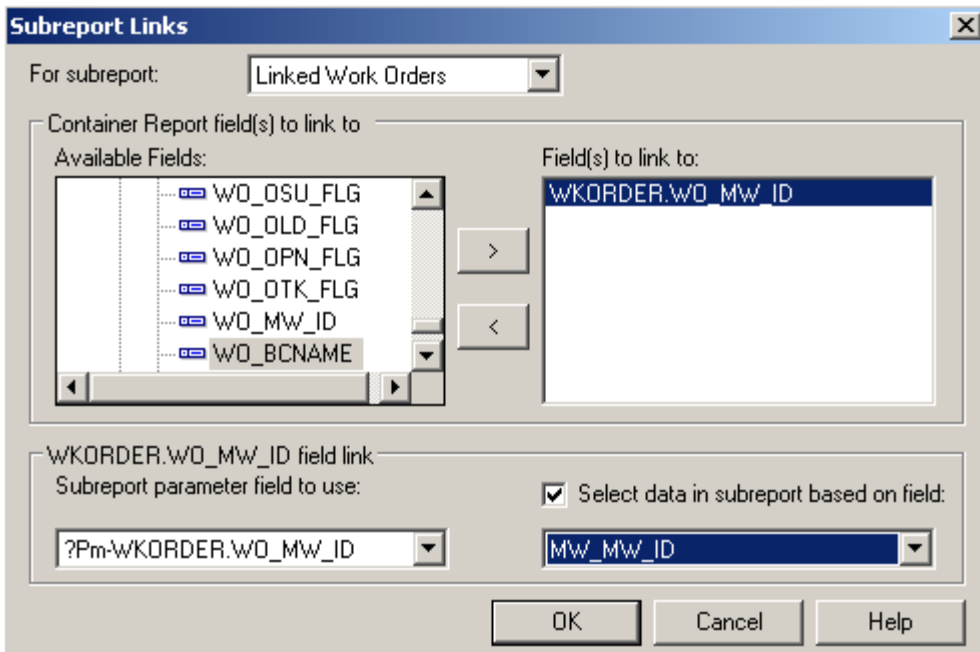 Subreport Links
For subreport: Linked Work Orders
Container Report field(s) to link to
Available Fields: Field(s) to link to:
WO_OSU_FLG WKORDER.WO_MW_ID
WO_OLD_FLG
WO_OPN_FLG
>
WO_OTK_FLG
WO_MW_ID
<
WO_BCNAME
WKORDER.WO_MW_ID field link
Subreport parameter field to use: Select data in subreport based on field:
?Pm-WKORDER.WO_MW_ID MW_MW_ID
OK Cancel Help